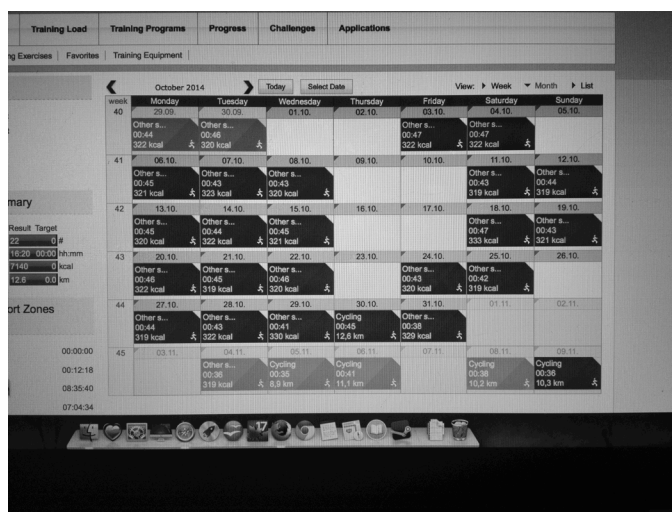 Training Load Training Programs Progress Challenges Applications
ng Exercises | Favorites | Training Equipment |
October 2014 Today Select Date View: Week Month List
week Monday Tuesday Wednesday Thursday Friday Saturday Sunday
40 29.09. 30.09. 01.10. 02.10. 03.10. 04.10. 05.10.
Other s... Other s... Other s... Other s...
00:44 00:46 00:47 00:47
322 kcal 320 kcal 322 kcal 322 kcal
41 06.10. 07.10. 08.10. 09.10. 10.10. 11.10. 12.10.
Other s... Other s... Other s... Other s... Other s...
00:45 00:43 00:43 00:43 00:44
321 kcal 323 kcal 320 kcal 319 kcal 319 kcal
mary
42 13.10. 14.10. 15.10. 16.10. 17.10. 18.10. 19.10.
Other s... Other s... Other s... Other s... Other s...
00:45 00:44 00:45 00:47 00:43
320 kcal 322 kcal 321 kcal 333 kcal 321 kcal
Result Target
22 0 #
16:20 00:00 hh:mm
7140 0 kcal
12.6 0.0 km
43 20.10. 21.10. 22.10. 23.10. 24.10. 25.10. 26.10.
Other s... Other s... Other s... Other s... Other s...
00:46 00:45 00:46 00:43 00:42
322 kcal 319 kcal 320 kcal 320 kcal 319 kcal
ort Zones
44 27.10. 28.10. 29.10. 30.10. 31.10. 01.11. 02.11.
Other s... Other s... Other s... Cycling Other s...
00:44 00:43 00:41 00:45 00:38
319 kcal 322 kcal 330 kcal 12,6 km 329 kcal
45 03.11. 04.11. 05.11. 06.11. 07.11. 08.11. 09.11.
Other s... Cycling Cycling Cycling Cycling
00:36 00:35 00:41 00:38 00:36
319 kcal 8,9 km 11,1 km 10,2 km 10,3 km
00:00:00
00:12:18
08:35:40
07:04:34
17